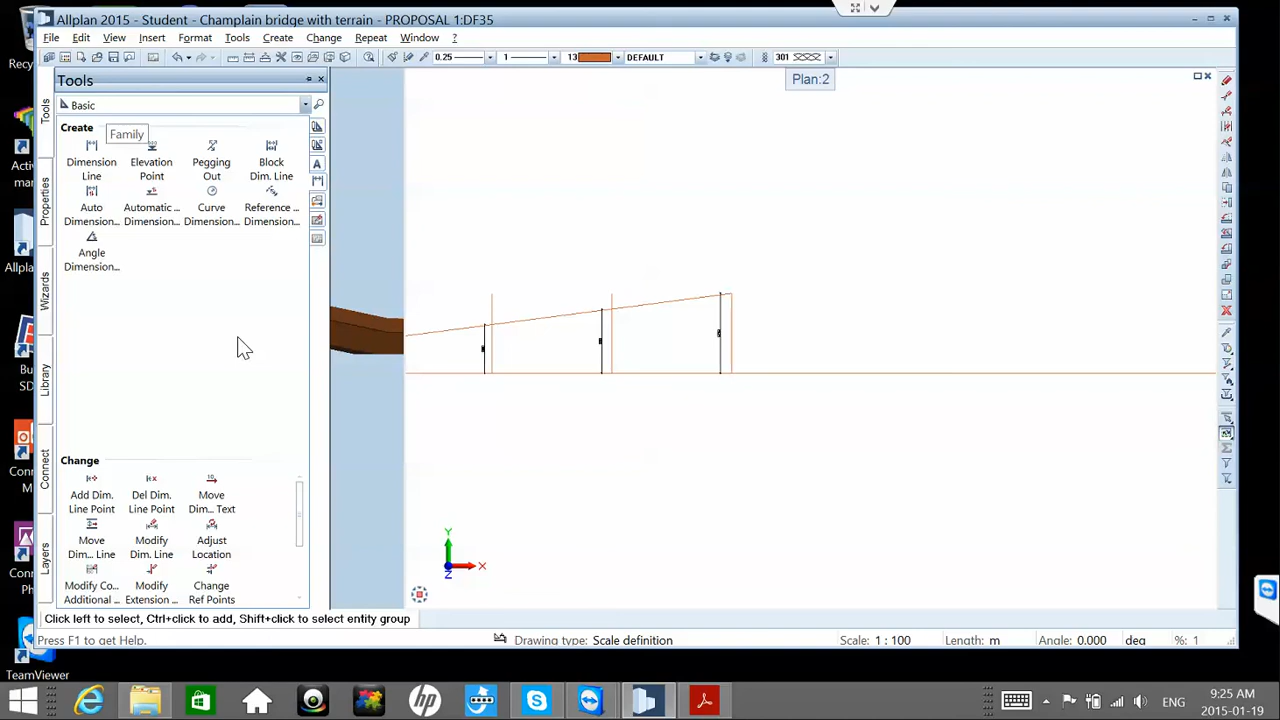 Allplan 2015 - Student - Champlain bridge with terrain - PROPOSAL 1:DF35
File Edit View Insert Format Tools Create Change Repeat Window ?
0.25 1 13 DEFAULT 301
Tools
Plan:2
Basic
Create
Family
Dimension Line
Elevation Point
Pegging Out
Block Dim. Line
Auto Dimension...
Automatic ... Dimension...
Curve Dimension...
Reference ... Dimension...
Angle Dimension...
Tools
Properties
Wizards
Library
Connect
Layers
Change
Add Dim. Line Point
Del Dim. Line Point
Move Dim... Text
Move Dim... Line
Modify Dim. Line
Adjust Location
Modify Co... Additional ...
Modify Extension ...
Change Ref Points
Y
X
Z
Click left to select, Ctrl+click to add, Shift+click to select entity group
Press F1 to get Help.
Drawing type: Scale definition
Scale: 1 : 100
Length: m
Angle: 0.000
deg
%: 1
TeamViewer
hp
ENG
9:25 AM
2015-01-19